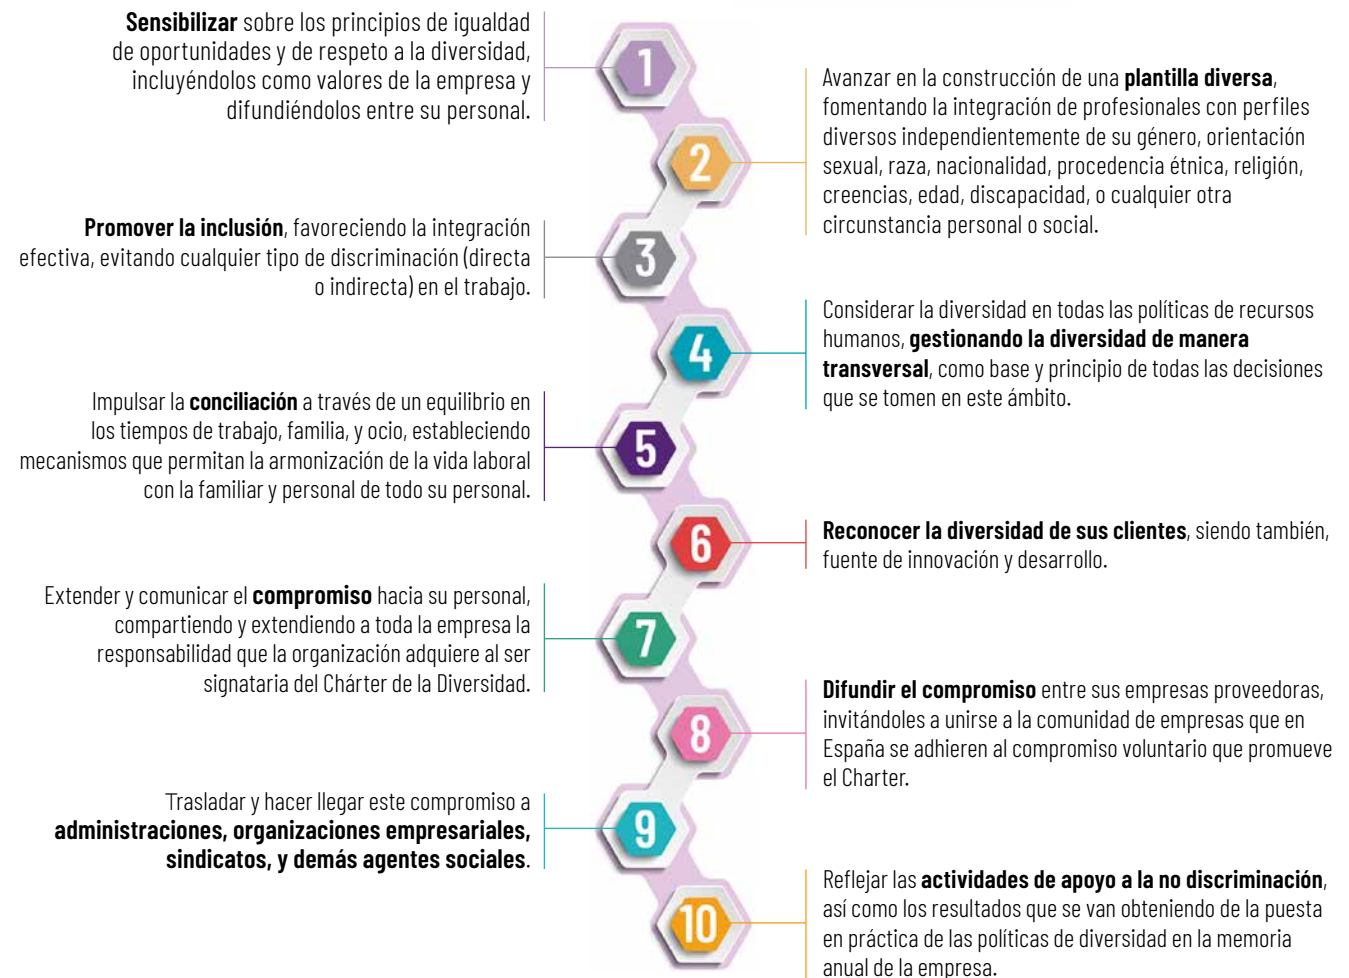 Sensibilizar sobre los principios de igualdad
de oportunidades y de respeto a la diversidad,
incluyéndolos como valores de la empresa y
difundiéndolos entre su personal.
1
Avanzar en la construcción de una plantilla diversa,
fomentando la integración de profesionales con perfiles
diversos independientemente de su género, orientación
sexual, raza, nacionalidad, procedencia étnica, religión,
creencias, edad, discapacidad, o cualquier otra
circunstancia personal o social.
2
Promover la inclusión, favoreciendo la integración
efectiva, evitando cualquier tipo de discriminación (directa
o indirecta) en el trabajo.
3
Considerar la diversidad en todas las políticas de recursos
humanos, gestionando la diversidad de manera
transversal, como base y principio de todas las decisiones
que se tomen en este ámbito.
4
Impulsar la conciliación a través de un equilibrio en
los tiempos de trabajo, familia, y ocio, estableciendo
mecanismos que permitan la armonización de la vida laboral
con la familiar y personal de todo su personal.
5
Reconocer la diversidad de sus clientes, siendo también,
fuente de innovación y desarrollo.
6
Extender y comunicar el compromiso hacia su personal,
compartiendo y extendiendo a toda la empresa la
responsabilidad que la organización adquiere al ser
signataria del Chárter de la Diversidad.
7
Difundir el compromiso entre sus empresas proveedoras,
invitándoles a unirse a la comunidad de empresas que en
España se adhieren al compromiso voluntario que promueve
el Charter.
8
Trasladar y hacer llegar este compromiso a
administraciones, organizaciones empresariales,
sindicatos, y demás agentes sociales.
9
Reflejar las actividades de apoyo a la no discriminación,
así como los resultados que se van obteniendo de la puesta
en práctica de las políticas de diversidad en la memoria
anual de la empresa.
10